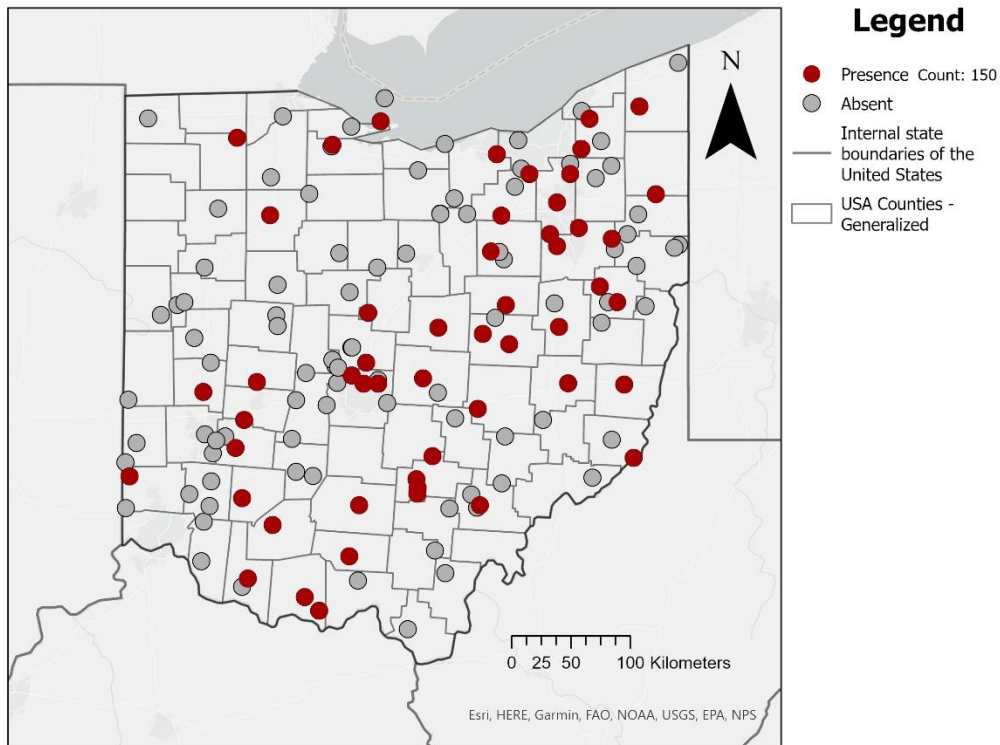 Legend
N
Presence Count: 150
Absent
Internal state
boundaries of the
United States
USA Counties -
Generalized
0 25 50 100 Kilometers
Esri, HERE, Garmin, FAO, NOAA, USGS, EPA, NPS